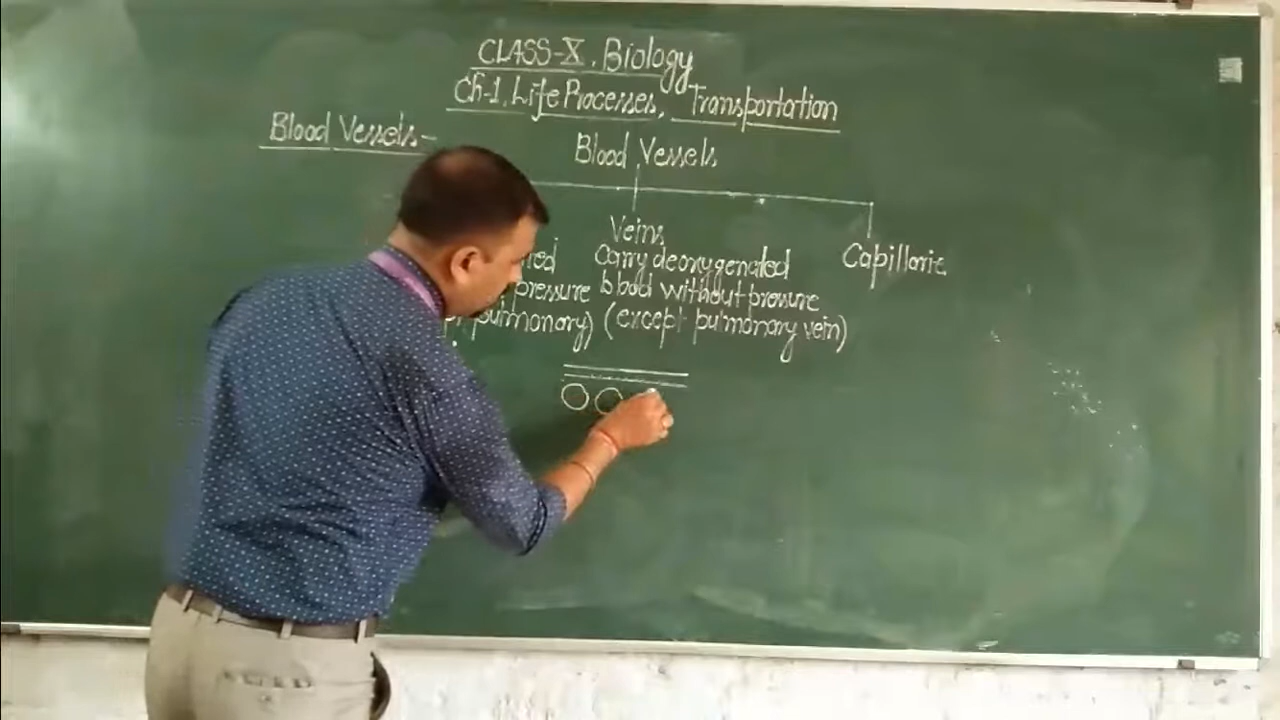 CLASS-X. Biology
Ch-1. Life Processes. Transportation
Blood Vessels-
Blood Vessels
Veins
Capillarie
carry deoxygenated
pressure blood without pressure
pulmonary) (except pulmonary vein)